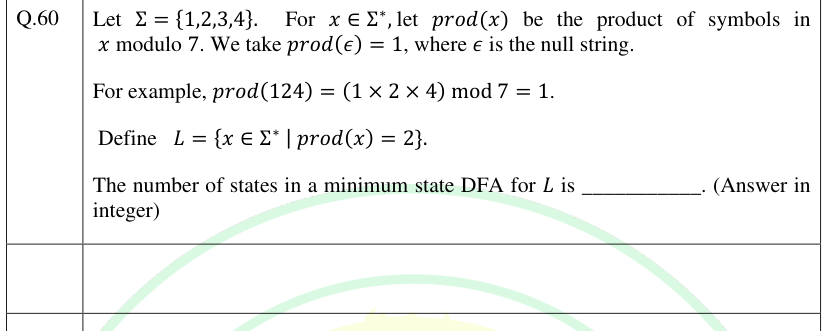 Q.60 Let Σ = {1,2,3,4}. For x ∈ Σ*, let prod(x) be the product of symbols in
x modulo 7. We take prod(ϵ) = 1, where ϵ is the null string.
For example, prod(124) = (1 × 2 × 4) mod 7 = 1.
Define L = {x ∈ Σ* | prod(x) = 2}.
The number of states in a minimum state DFA for L is ___________. (Answer in
integer)